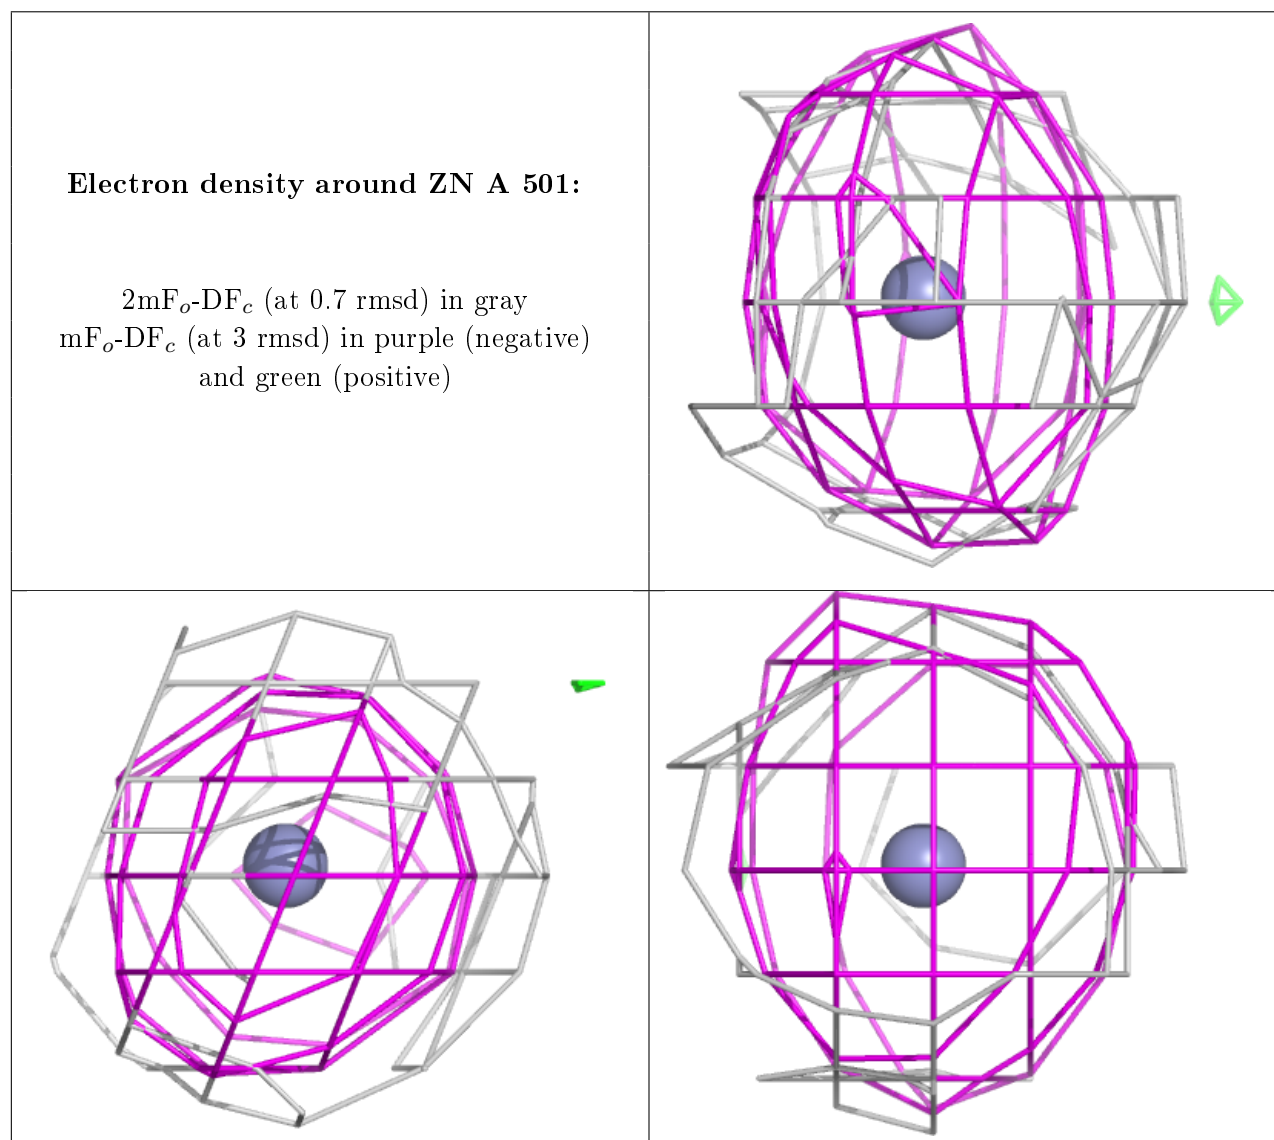 Electron density around ZN A 501:
2mFo-DFc (at 0.7 rmsd) in gray
mFo-DFc (at 3 rmsd) in purple (negative)
and green (positive)